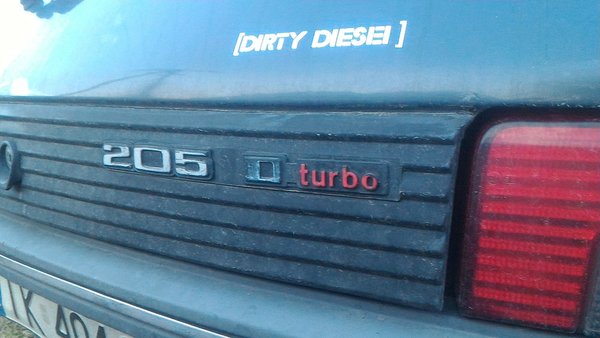 [DIRTY DIESEl]
205 D turbo